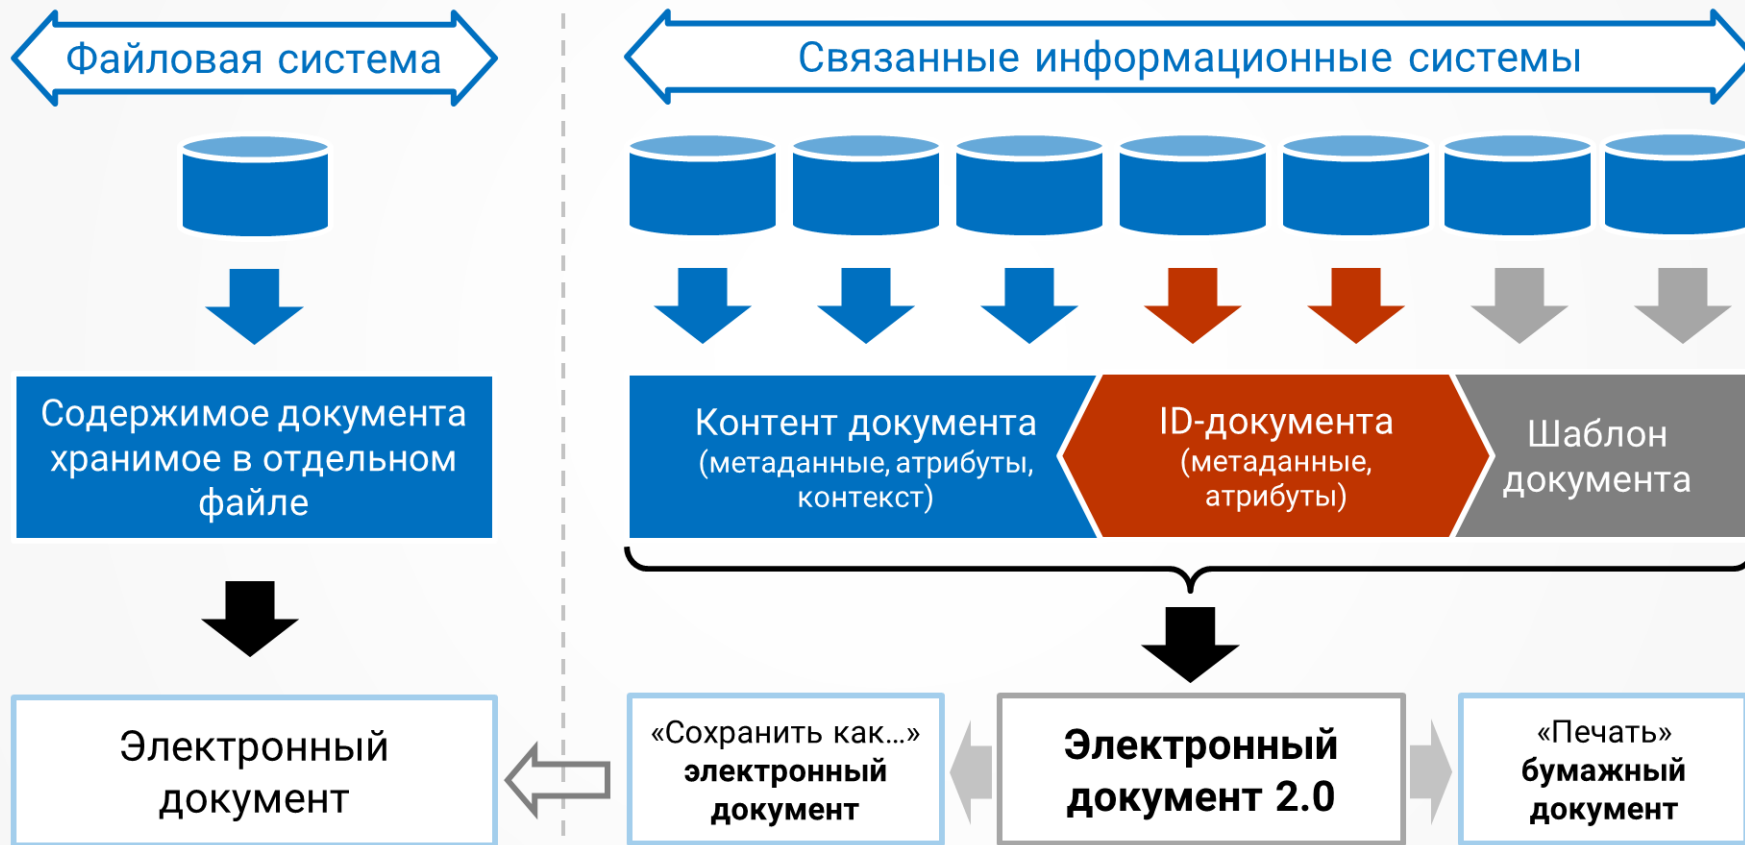 Файловая система
Связанные информационные системы
Содержимое документа
хранимое в отдельном
файле
Контент документа
(метаданные, атрибуты,
контекст)
ID-документа
(метаданные,
атрибуты)
Шаблон
документа
Электронный
документ
«Сохранить как...»
электронный
документ
Электронный
документ 2.0
«Печать»
бумажный
документ